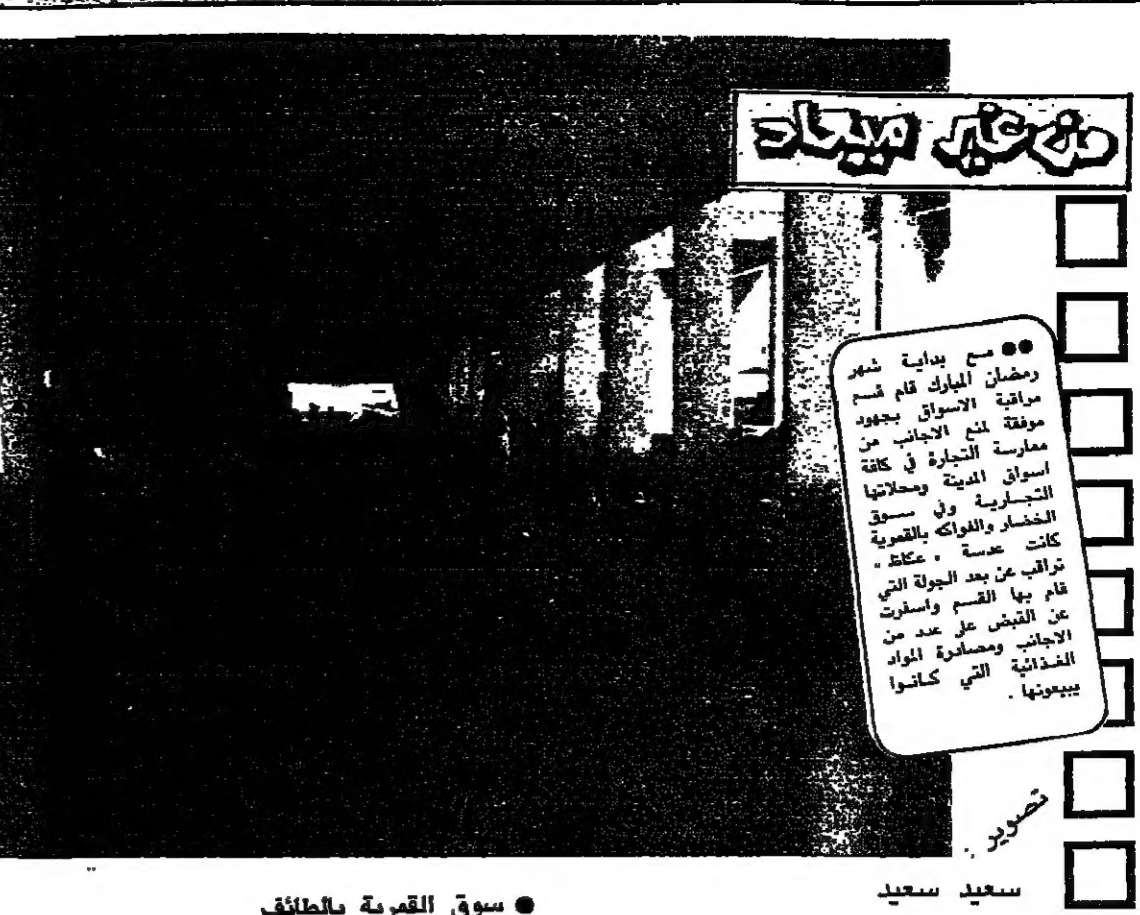 من غير ميعاد
●● مع بداية شهر
رمضان المبارك قام قسم
مراقبة الاسواق بجهود
موفقة لمنع الاجانب من
ممارسة التجارة في كافة
اسواق المدينة ومحلاتها
التجارية وفي سوق
الخضار والفواكه بالقمرية
كانت عدسة « عكاظ »
تراقب عن بعد الجولة التي
قام بها القسم واسفرت
عن القبض على عدد من
الاجانب ومصادرة المواد
الغذائية التي كانوا
يبيعونها .
تصوير :
سعيد سعيد
● سوق القمرية بالطائف